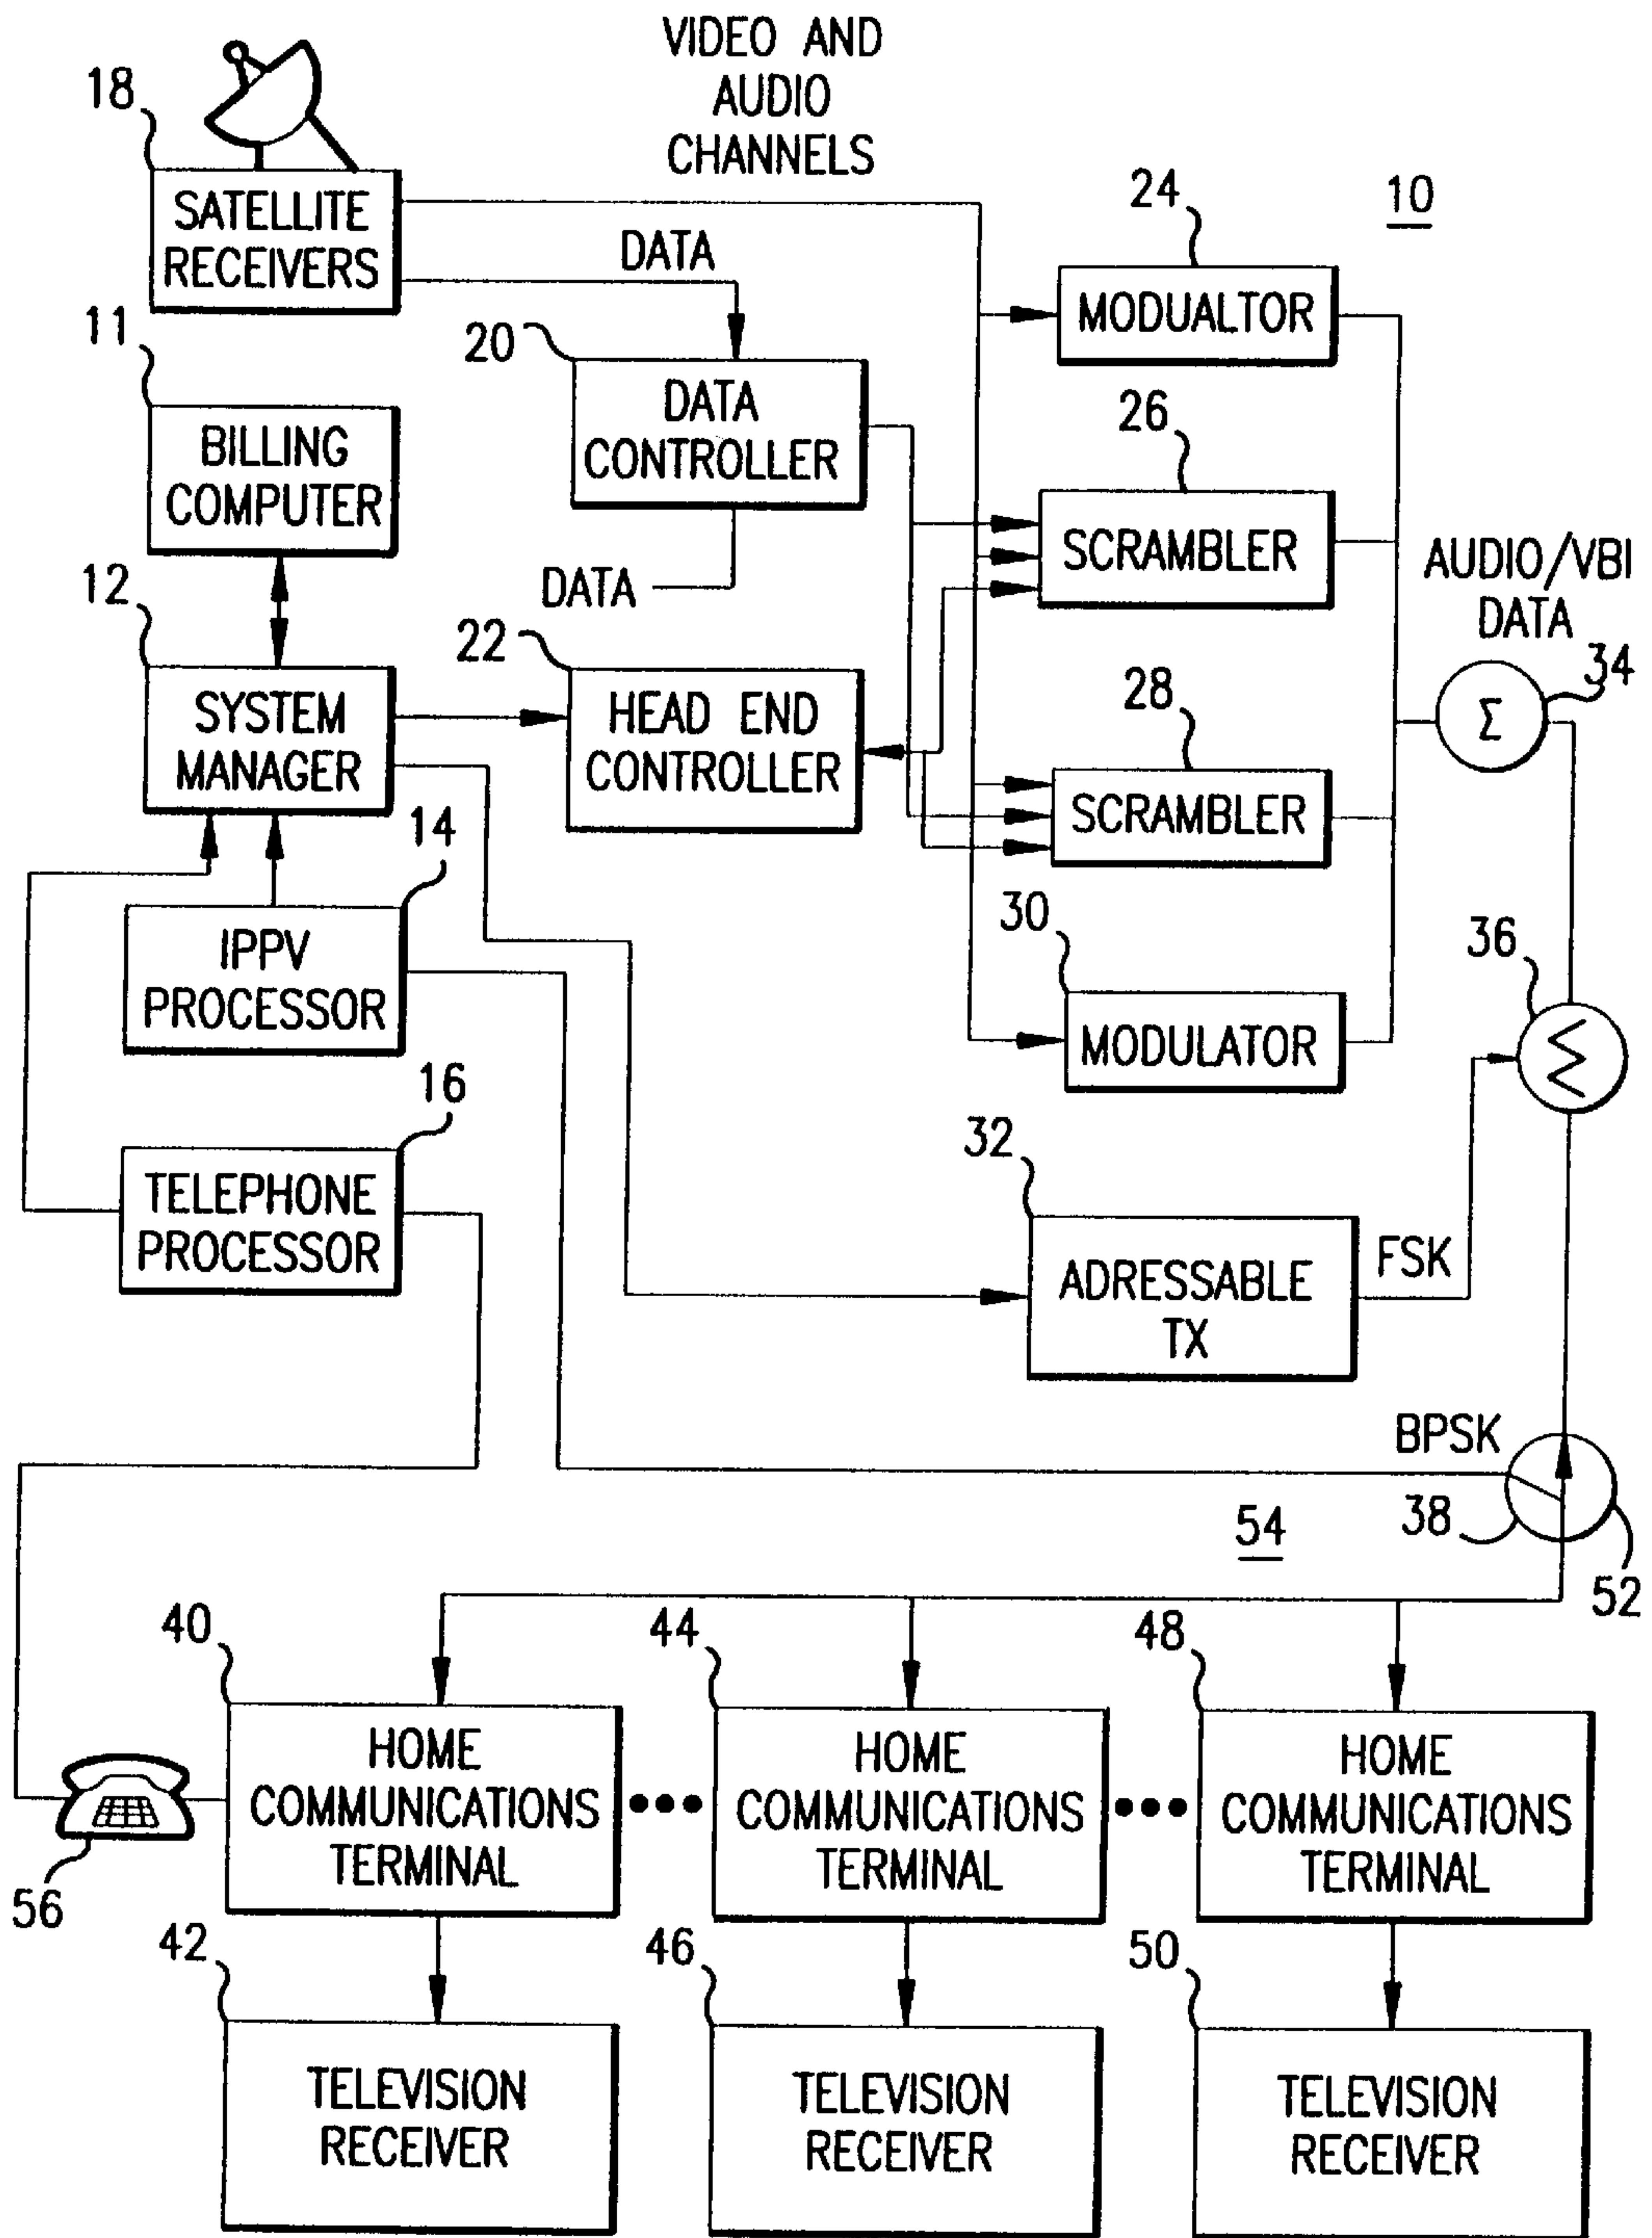 VIDEO AND
AUDIO
CHANNELS
18
SATELLITE
RECEIVERS
DATA
24
10
MODUALTOR
11
BILLING
COMPUTER
20
DATA
CONTROLLER
DATA
26
SCRAMBLER
AUDIO/VBI
DATA
34
Σ
12
SYSTEM
MANAGER
22
HEAD END
CONTROLLER
28
SCRAMBLER
14
IPPV
PROCESSOR
30
MODULATOR
36
Σ
16
TELEPHONE
PROCESSOR
32
ADRESSABLE
TX
FSK
BPSK
38
52
54
40
HOME
COMMUNICATIONS
TERMINAL
44
HOME
COMMUNICATIONS
TERMINAL
48
HOME
COMMUNICATIONS
TERMINAL
56
42
TELEVISION
RECEIVER
46
TELEVISION
RECEIVER
50
TELEVISION
RECEIVER